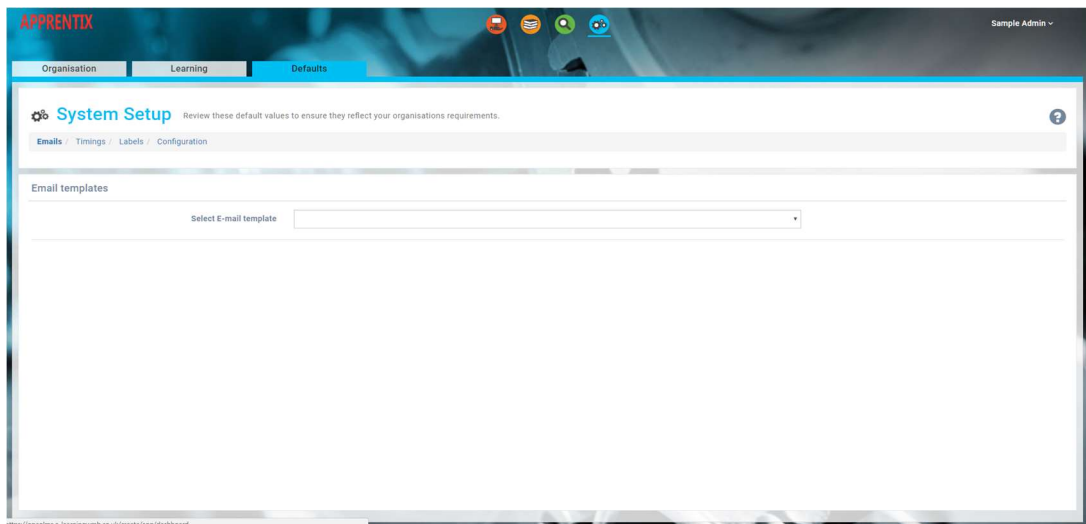 APPRENTIX
Sample Admin
Organisation Learning Defaults
System Setup Review these default values to ensure they reflect your organisations requirements.
?
Emails / Timings / Labels / Configuration
Email templates
Select E-mail template